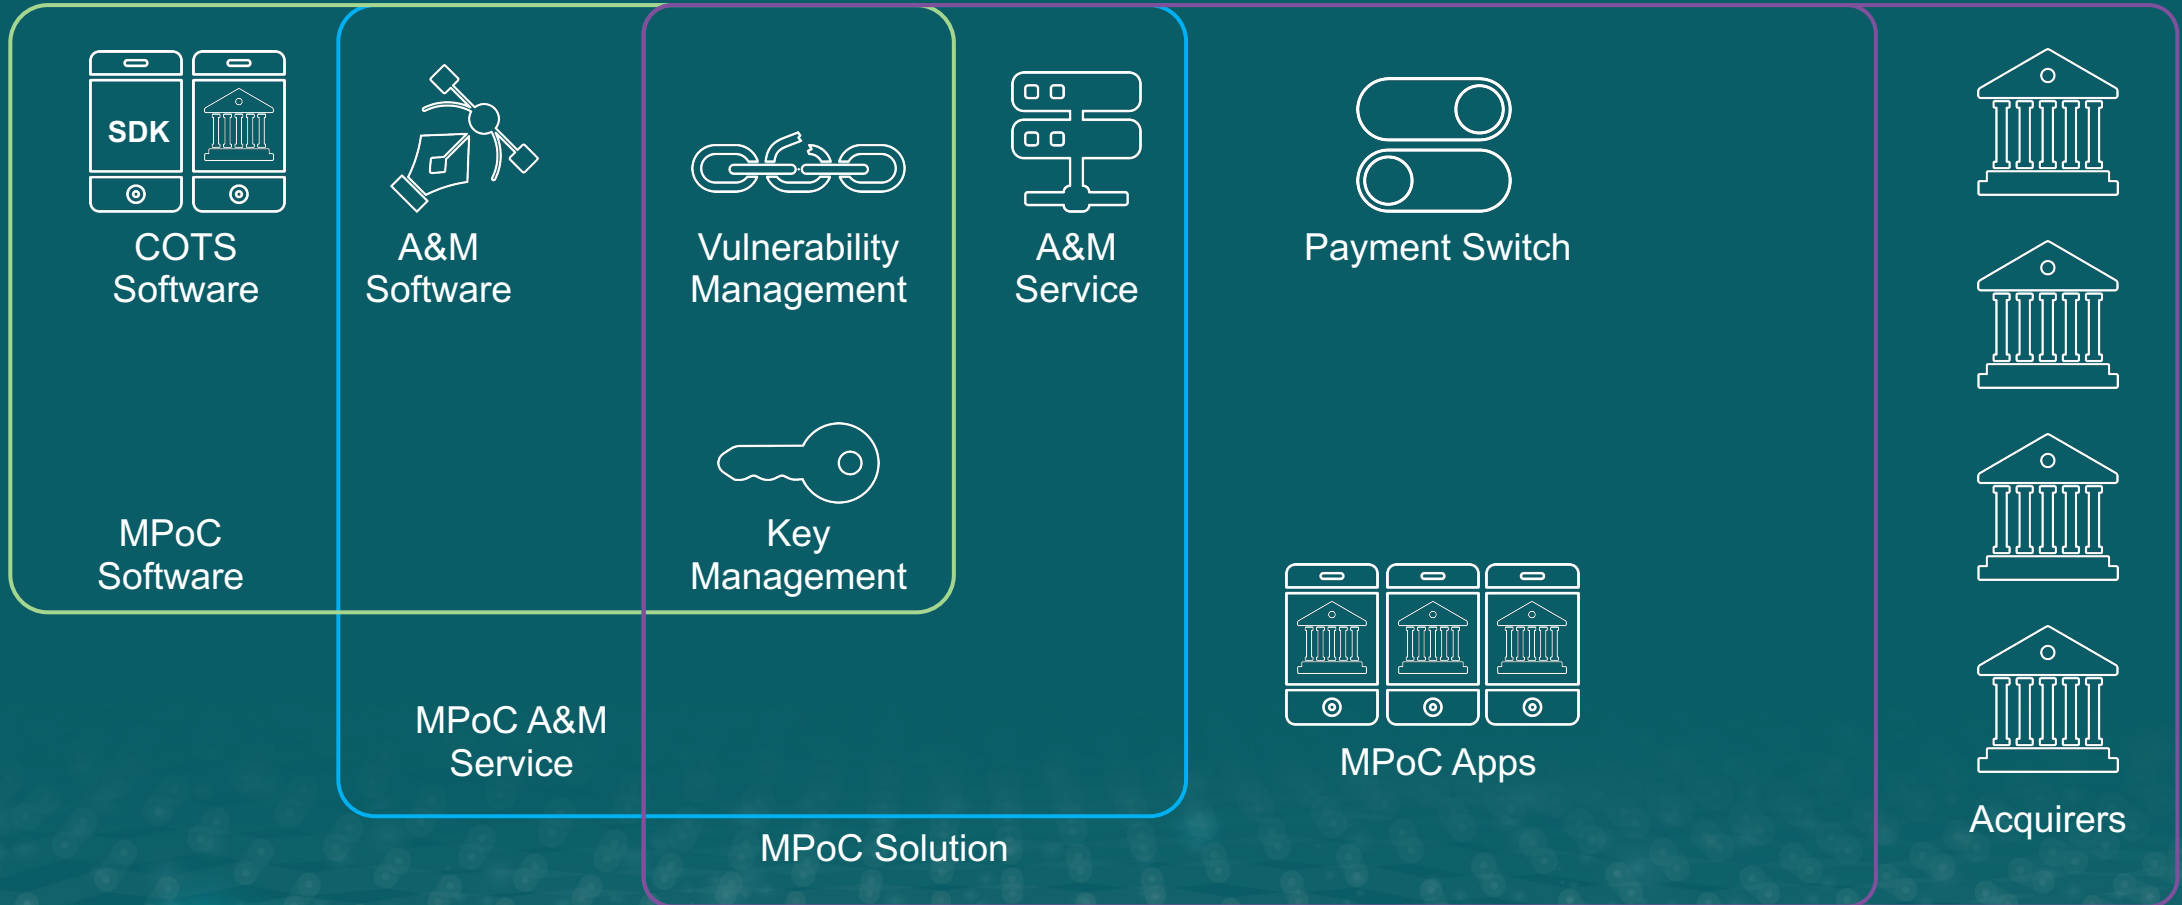 SDK
COTS
Software
A&M
Software
Vulnerability
Management
A&M
Service
Payment Switch
MPoC
Software
Key
Management
MPoC A&M
Service
MPoC Apps
MPoC Solution
Acquirers